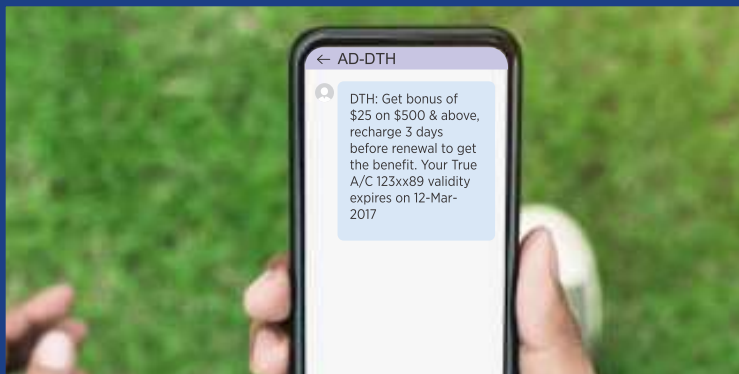 ← AD-DTH
DTH: Get bonus of
$25 on $500 & above,
recharge 3 days
before renewal to get
the benefit. Your True
A/C 123xx89 validity
expires on 12-Mar-
2017